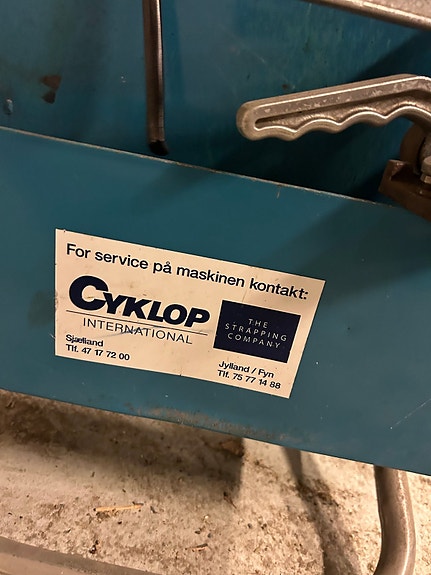 For service på maskinen kontakt:
CYKLOP
INTERNATIONAL
THE
STRAPPING
COMPANY
Sjælland
Tlf. 47 17 72 00
Jylland / Fyn
Tlf. 75 77 14 88